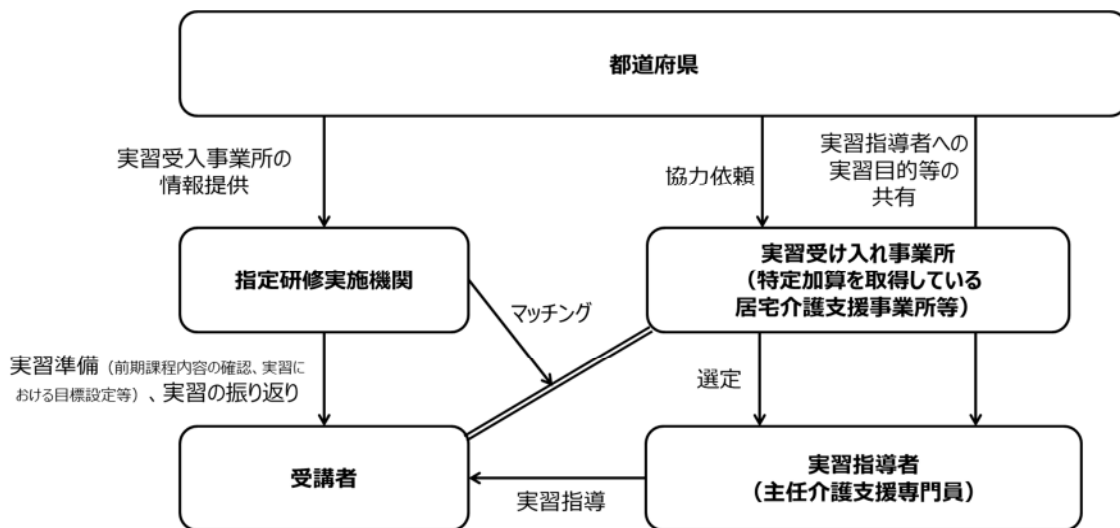 都道府県
実習受入事業所の
情報提供
協力依頼
実習指導者への
実習目的等の
共有
指定研修実施機関
実習受け入れ事業所
（特定加算を取得している
居宅介護支援事業所等）
マッチング
実習準備（前期課程内容の確認、実習に
おける目標設定等）、実習の振り返り
選定
受講者
実習指導者
（主任介護支援専門員）
実習指導